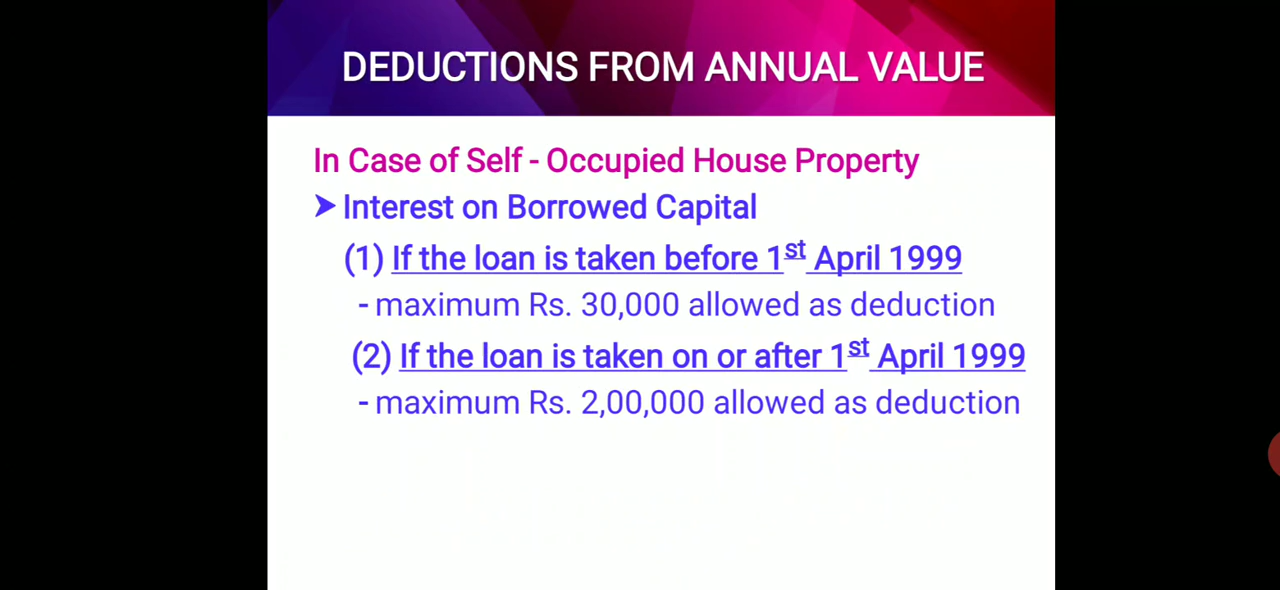 DEDUCTIONS FROM ANNUAL VALUE
In Case of Self - Occupied House Property
➤ Interest on Borrowed Capital
(1) If the loan is taken before 1st April 1999
- maximum Rs. 30,000 allowed as deduction
(2) If the loan is taken on or after 1st April 1999
- maximum Rs. 2,00,000 allowed as deduction